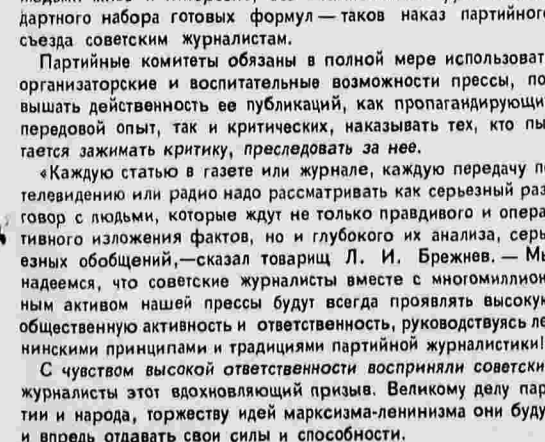 дартного набора готовых формул — таков наказ партийного
съезда советским журналистам.
Партийные комитеты обязаны в полной мере использоват
организаторские и воспитательные возможности прессы, по
вышать действенность ее публикаций, как пропагандирующи
передовой опыт, так и критических, наказывать тех, кто пы
тается зажимать критику, преследовать за нее.
«Каждую статью в газете или журнале, каждую передачу п
телевидению или радио надо рассматривать как серьезный раз
говор с людьми, которые ждут не только правдивого и опера
тивного изложения фактов, но и глубокого их анализа, серь
езных обобщений,—сказал товарищ Л. И. Брежнев. — Мы
надеемся, что советские журналисты вместе с многомиллион
ным активом нашей прессы будут всегда проявлять высокую
общественную активность и ответственность, руководствуясь ле
нинскими принципами и традициями партийной журналистики!
С чувством высокой ответственности восприняли советски
журналисты этот вдохновляющий призыв. Великому делу пар
тии и народа, торжеству идей марксизма-ленинизма они буду
и впредь отдавать свои силы и способности.